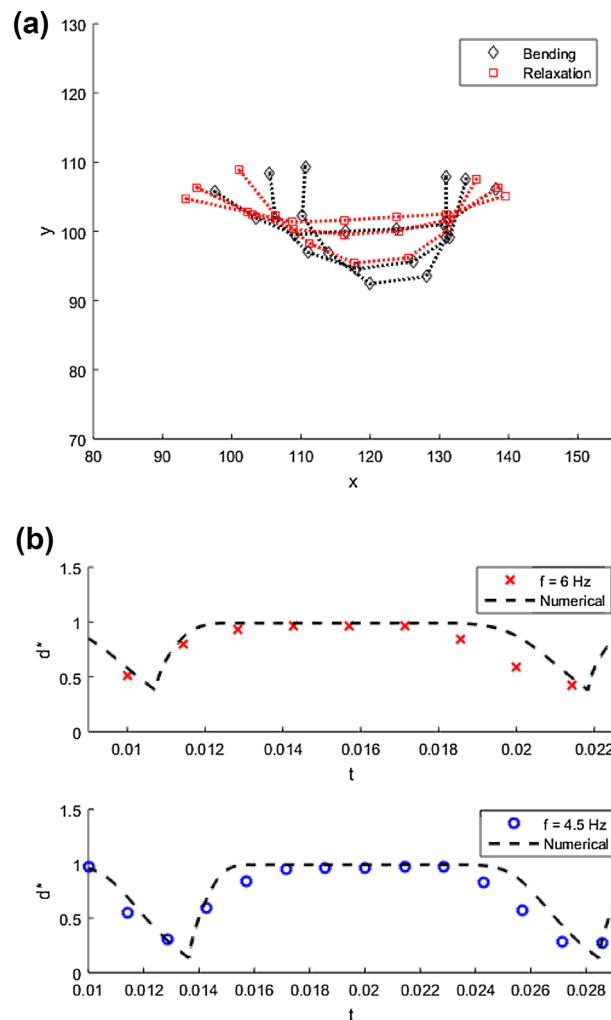 (a)
130
120
110
100
90
80
70
y
80 90 100 110 120 130 140 150
x
Bending
Relaxation
(b)
1.5
1
0.5
0
d*
0.01 0.012 0.014 0.016 0.018 0.02 0.022
t
f = 6 Hz
Numerical
1.5
1
0.5
0
d*
0.01 0.012 0.014 0.016 0.018 0.02 0.022 0.024 0.026 0.028
t
f = 4.5 Hz
Numerical